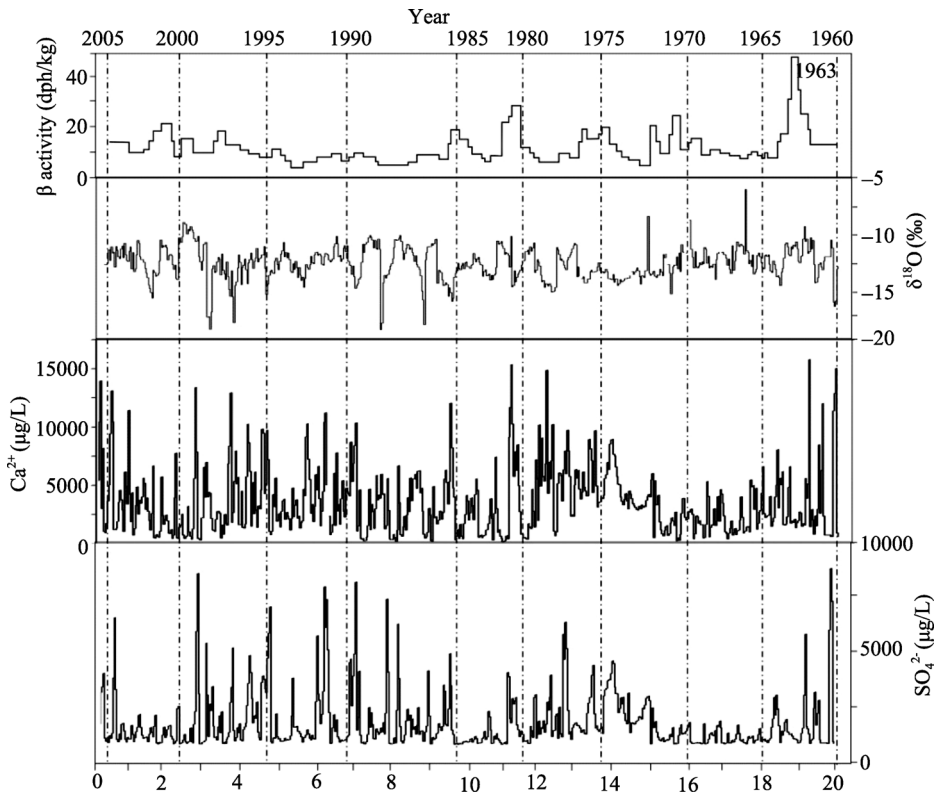 Year
2005 2000 1995 1990 1985 1980 1975 1970 1965 1960
1963
β activity (dph/kg)
40
20
0
−5
−10
−15
−20
δ¹⁸O (‰)
Ca²⁺ (μg/L)
15000
10000
5000
0
10000
5000
0
SO₄²⁻ (μg/L)
0 2 4 6 8 10 12 14 16 18 20